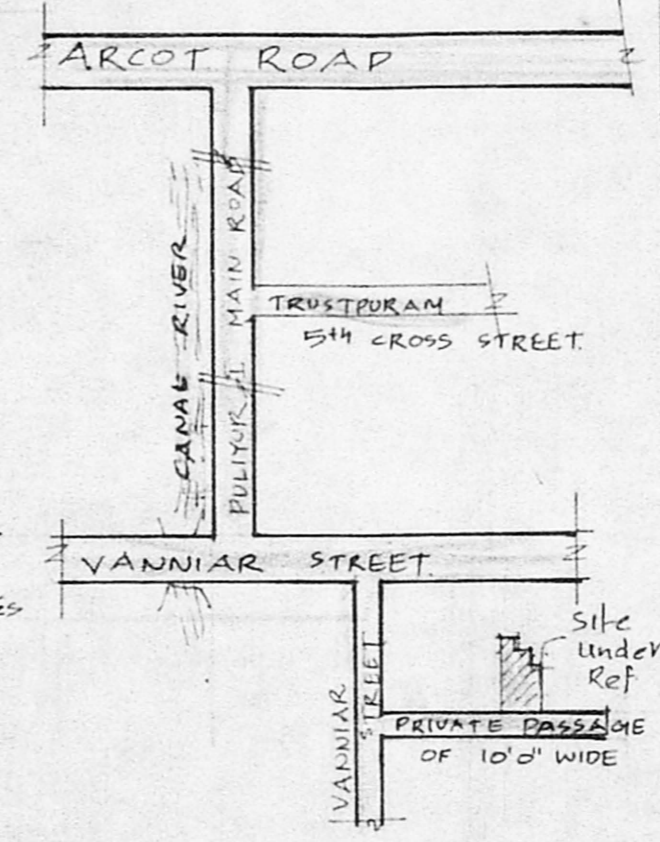 ARCOT ROAD
PULIYUR I MAIN ROAD
CANAL RIVER
TRUSTPURAM
5th CROSS STREET.
VANNIAR STREET.
Site
Under
Ref
VANNIAR STREET
PRIVATE PASSAGE
OF 10'0" WIDE